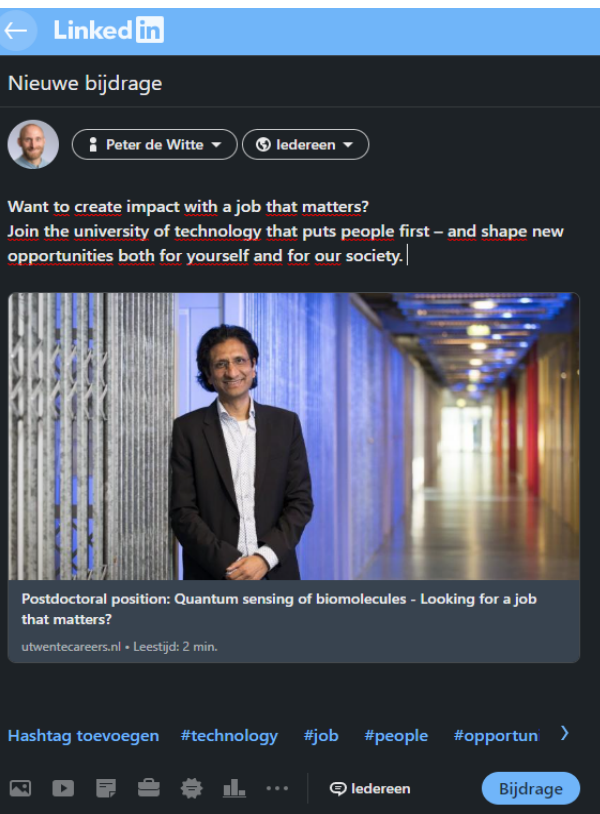 Linked in
Nieuwe bijdrage
Peter de Witte
Iedereen
Want to create impact with a job that matters?
Join the university of technology that puts people first – and shape new
opportunities both for yourself and for our society.
Postdoctoral position: Quantum sensing of biomolecules - Looking for a job
that matters?
utwentecareers.nl • Leestijd: 2 min.
Hashtag toevoegen #technology #job #people #opportuni
Iedereen
Bijdrage